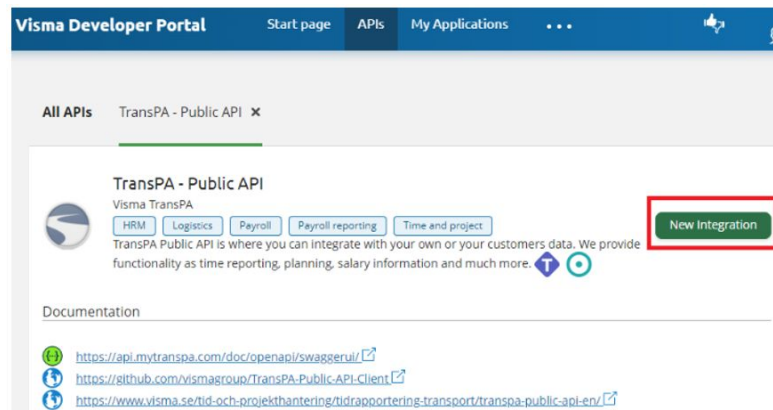 Visma Developer Portal Start page APIs My Applications ...
All APIs TransPA - Public API ×
TransPA - Public API
Visma TransPA
HRM Logistics Payroll Payroll reporting Time and project
New Integration
TransPA Public API is where you can integrate with your own or your customers data. We provide
functionality as time reporting, planning, salary information and much more.
T
Documentation
https://api.mytranspa.com/doc/openapi/swaggerui/
https://github.com/vismagroup/TransPA-Public-API-Client
https://www.visma.se/tid-och-projekthantering/tidrapportering-transport/transpa-public-api-en/